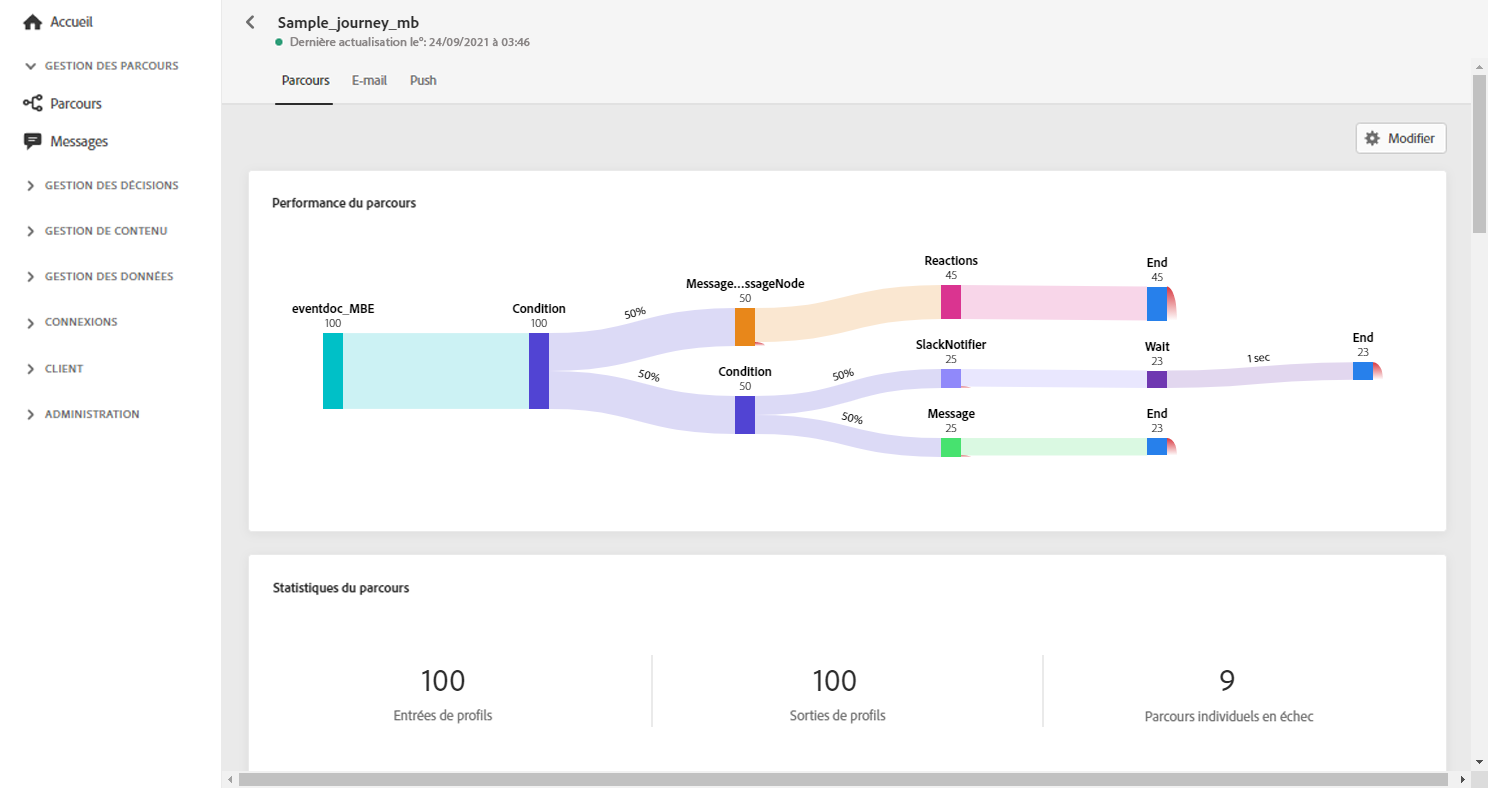 Accueil
GESTION DES PARCOURS
Parcours
Messages
GESTION DES DÉCISIONS
GESTION DE CONTENU
GESTION DES DONNÉES
CONNEXIONS
CLIENT
ADMINISTRATION
Sample_journey_mb
Dernière actualisation le°: 24/09/2021 à 03:46
Parcours
E-mail
Push
Modifier
Performance du parcours
eventdoc_MBE
100
Condition
100
50%
50%
Message...ssageNode
50
Condition
50
50%
50%
Reactions
45
SlackNotifier
25
Message
25
End
45
Wait
23
End
23
1 sec
End
23
Statistiques du parcours
100
Entrées de profils
100
Sorties de profils
9
Parcours individuels en échec